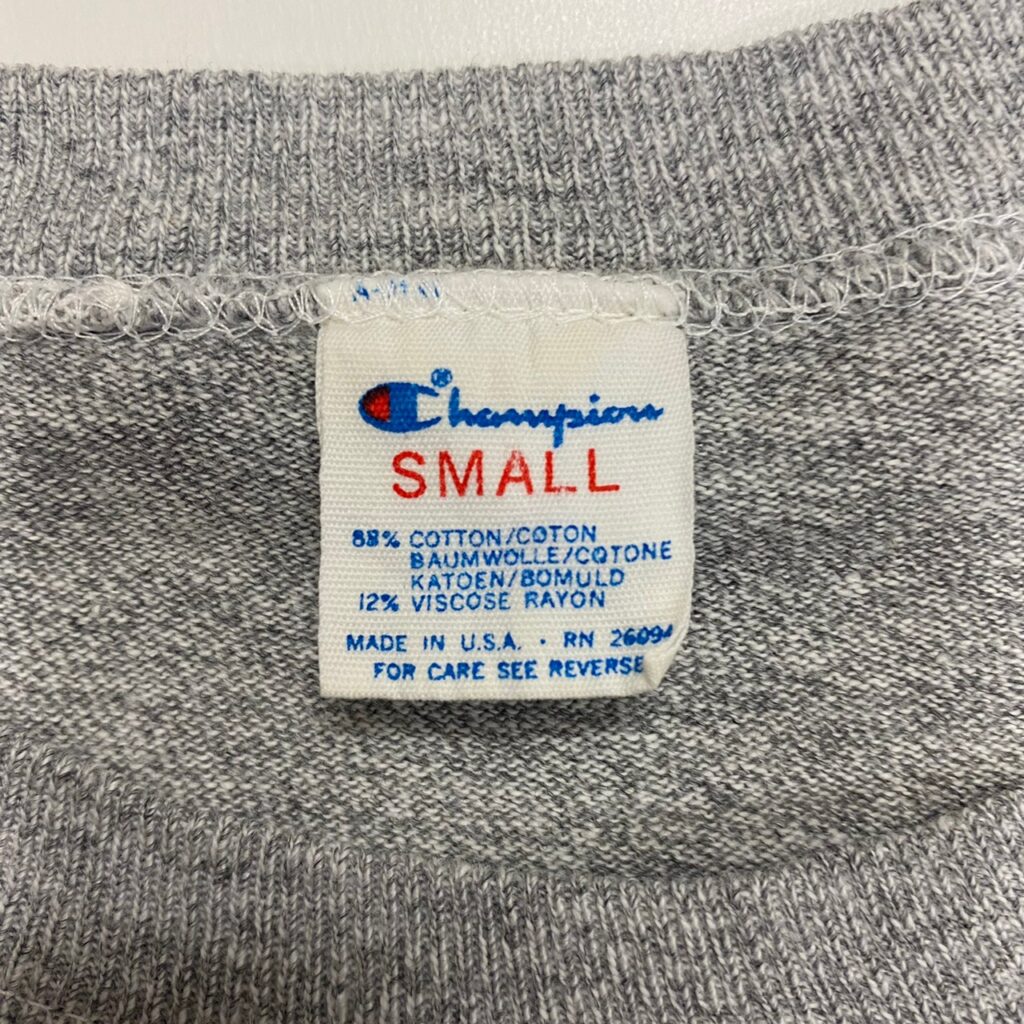 Champion®
SMALL
88% COTTON/COTON
BAUMWOLLE/COTONE
KATOEN/BOMULD
12% VISCOSE RAYON
MADE IN U.S.A. · RN 26094
FOR CARE SEE REVERSE